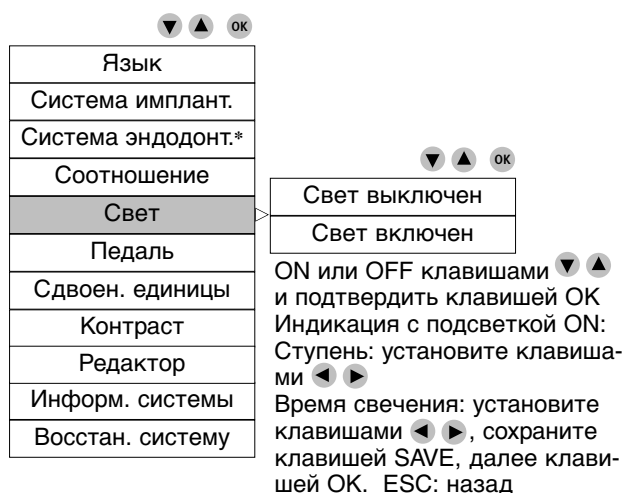 ▼ ▲ OK
Язык
Система имплант.
Система эндодонт.*
Соотношение
Свет
Педаль
Сдвоен. единицы
Контраст
Редактор
Информ. системы
Восстан. систему
▼ ▲ OK
Свет выключен
Свет включен
ON или OFF клавишами ▼ ▲
и подтвердить клавишей OK
Индикация с подсветкой ON:
Ступень: установите клавиша-
ми ◄ ►
Время свечения: установите
клавишами ◄ ►, сохраните
клавишей SAVE, далее клави-
шей OK. ESC: назад